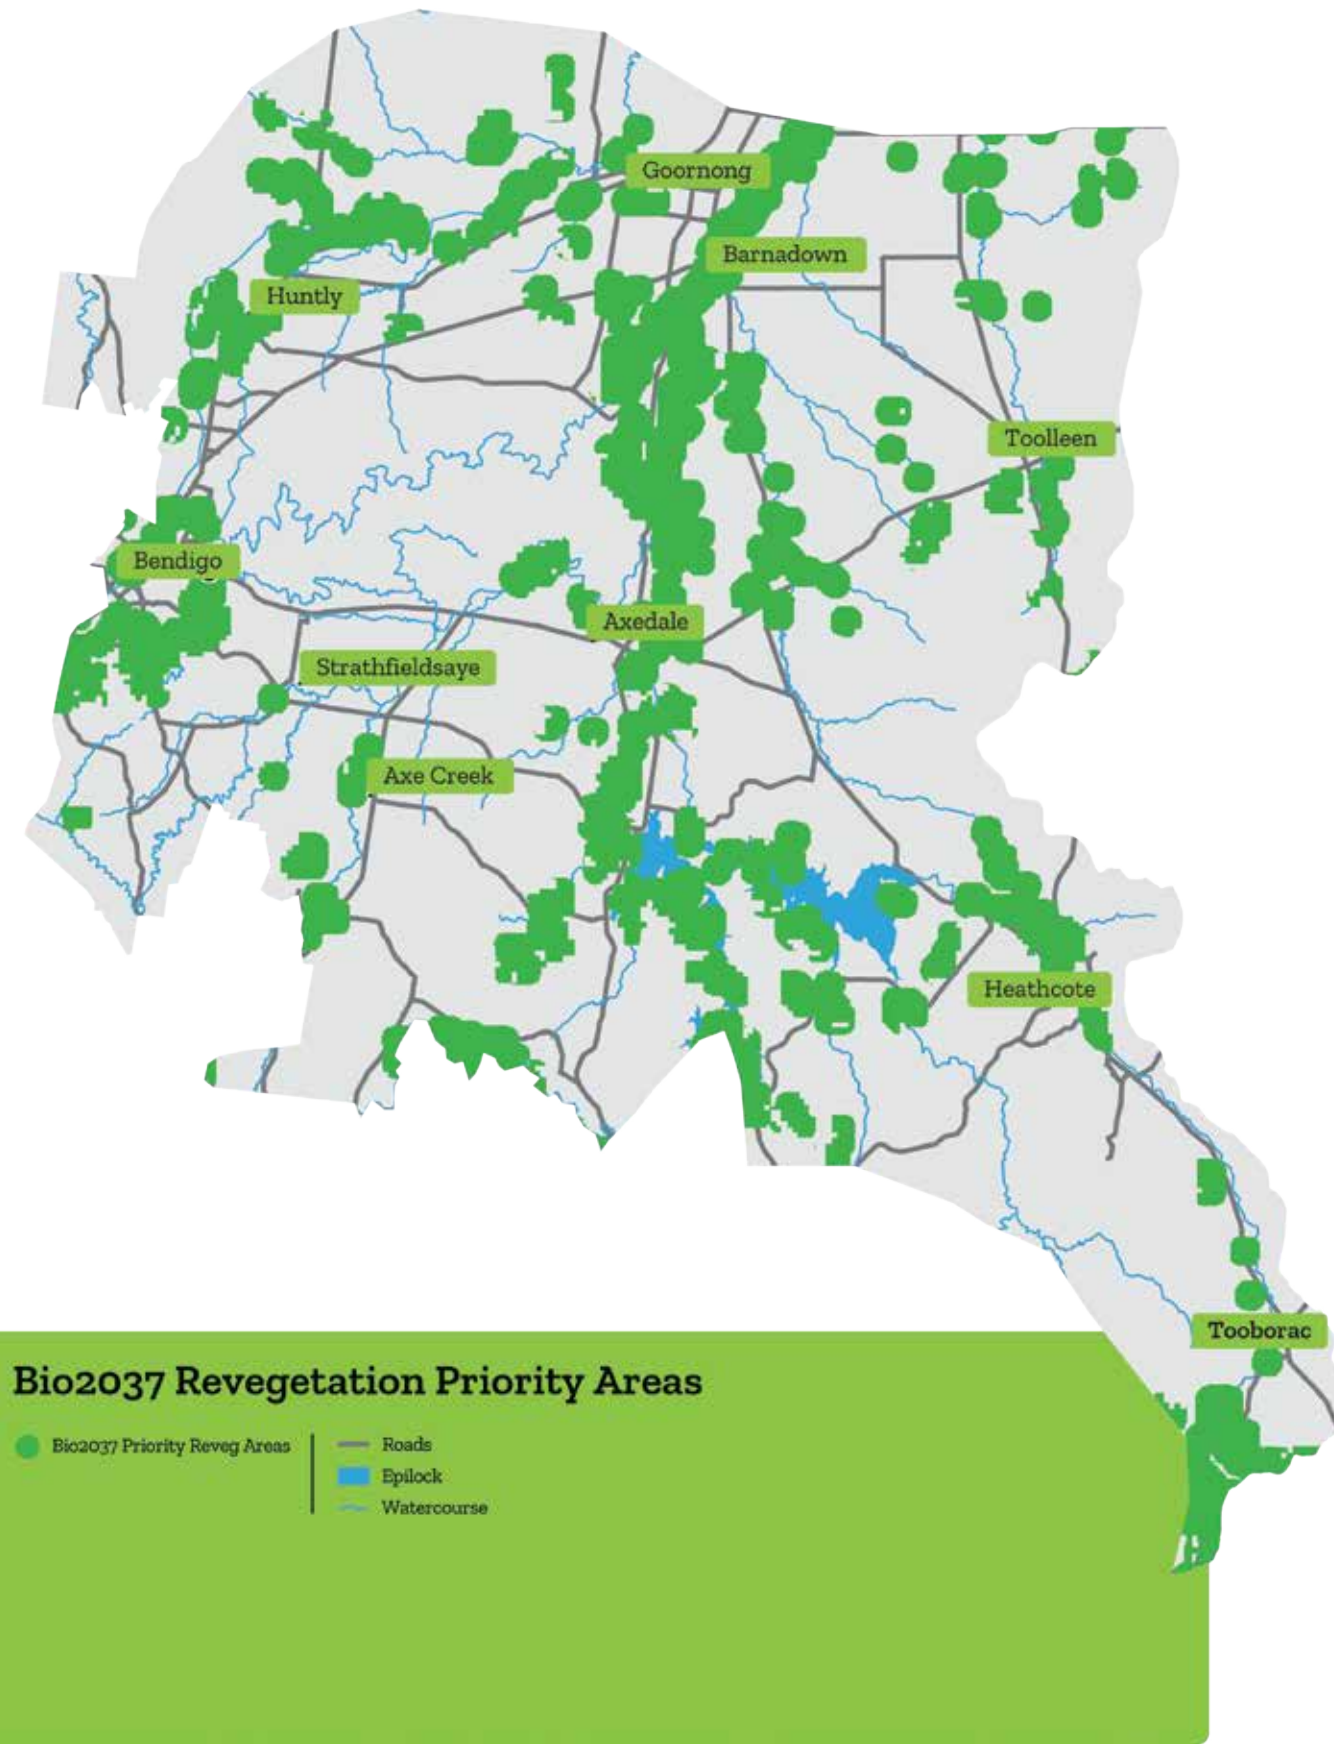 Goornong
Barnadown
Huntly
Toolleen
Bendigo
Axedale
Strathfieldsaye
Axe Creek
Heathcote
Tooborac
Bio2037 Revegetation Priority Areas
Bio2037 Priority Reveg Areas
Roads
Epilock
Watercourse